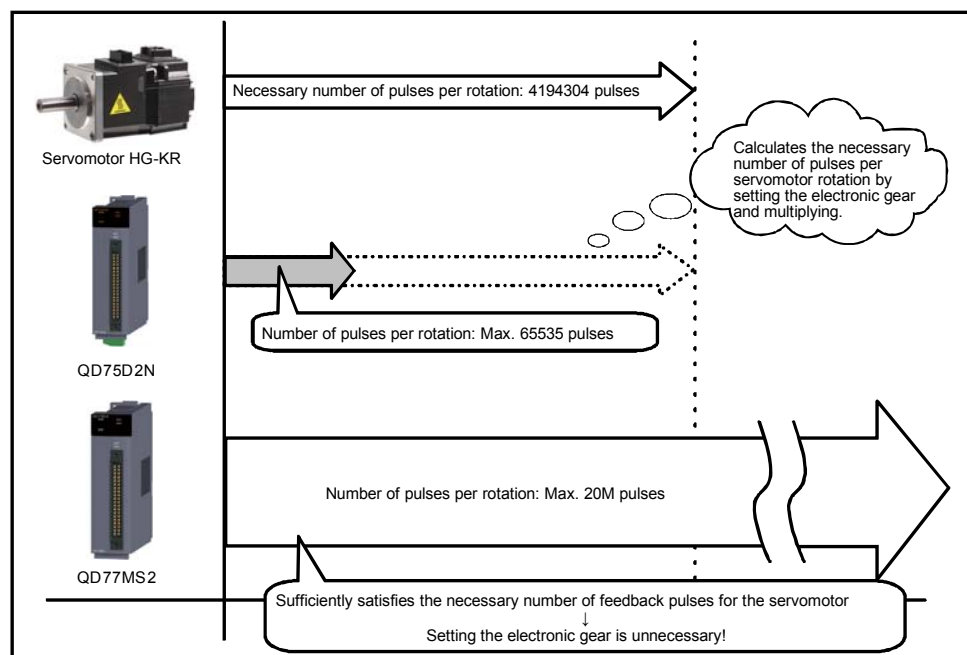 Necessary number of pulses per rotation: 4194304 pulses
Servomotor HG-KR
Calculates the necessary
number of pulses per
servomotor rotation by
setting the electronic gear
and multiplying.
Number of pulses per rotation: Max. 65535 pulses
QD75D2N
Number of pulses per rotation: Max. 20M pulses
QD77MS2
Sufficiently satisfies the necessary number of feedback pulses for the servomotor
↓
Setting the electronic gear is unnecessary!